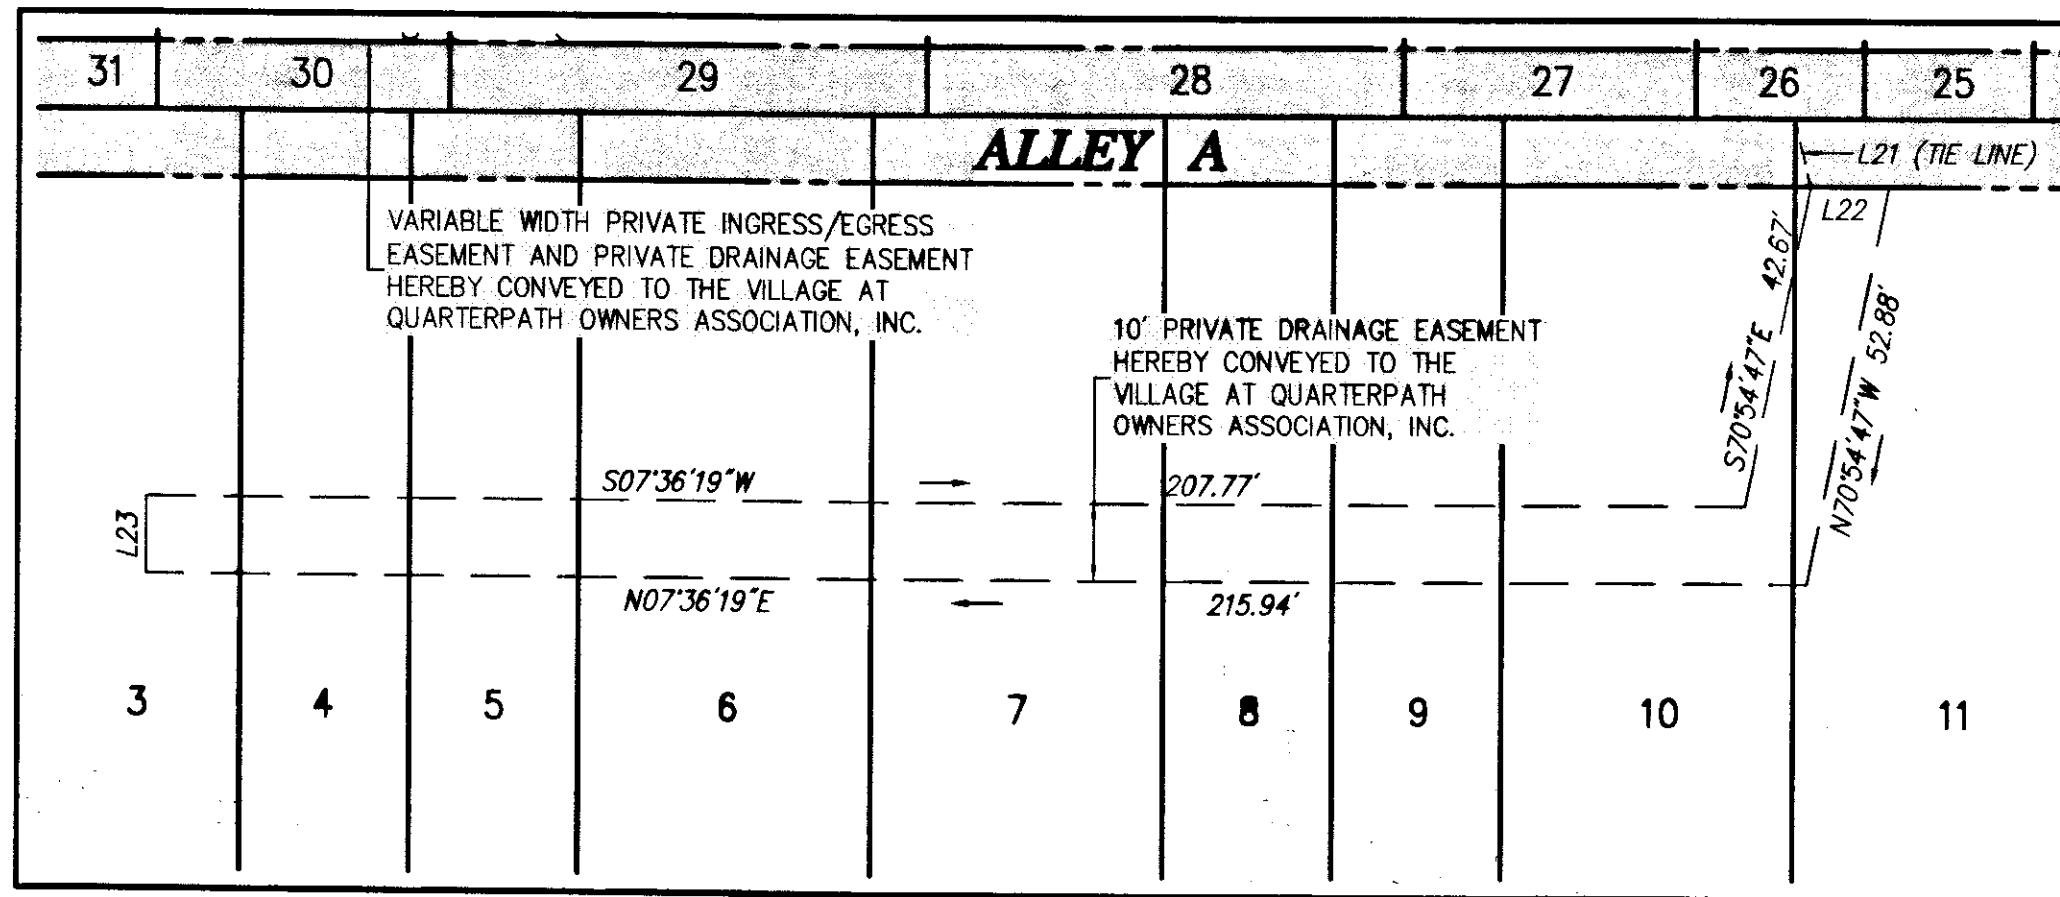 31 30 29 28 27 26 25
ALLEY A
L21 (TIE LINE)
L22
VARIABLE WIDTH PRIVATE INGRESS/EGRESS
EASEMENT AND PRIVATE DRAINAGE EASEMENT
HEREBY CONVEYED TO THE VILLAGE AT
QUARTERPATH OWNERS ASSOCIATION, INC.
10' PRIVATE DRAINAGE EASEMENT
HEREBY CONVEYED TO THE
VILLAGE AT QUARTERPATH
OWNERS ASSOCIATION, INC.
S70°54'47"E 42.67'
N70°54'47"W 52.88'
S07°36'19"W 207.77'
L23
N07°36'19"E 215.94'
3 4 5 6 7 8 9 10 11